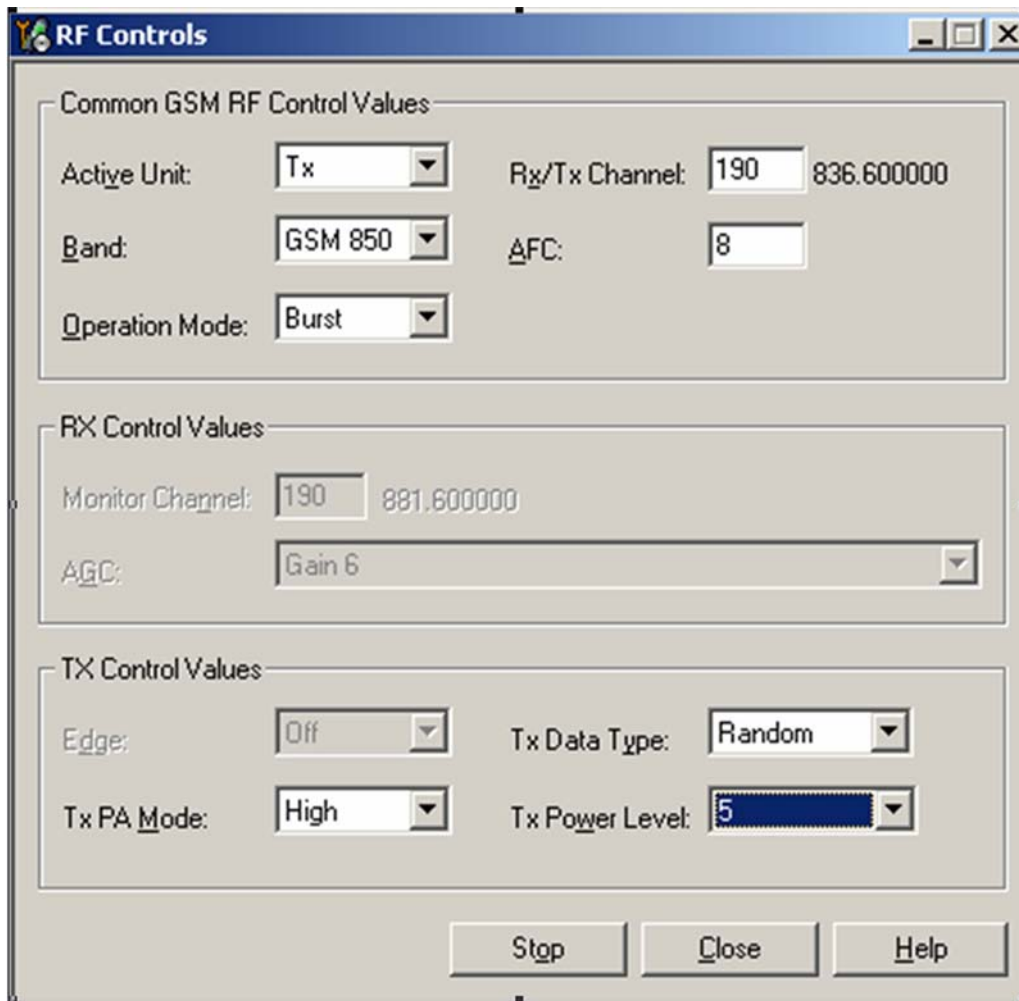 RF Controls
Common GSM RF Control Values
Active Unit: Tx Rx/Tx Channel: 190 836.600000
Band: GSM 850 AFC: 8
Operation Mode: Burst
RX Control Values
Monitor Channel: 190 881.600000
AGC: Gain 6
TX Control Values
Edge: Off Tx Data Type: Random
Tx PA Mode: High Tx Power Level: 5
Stop Close Help